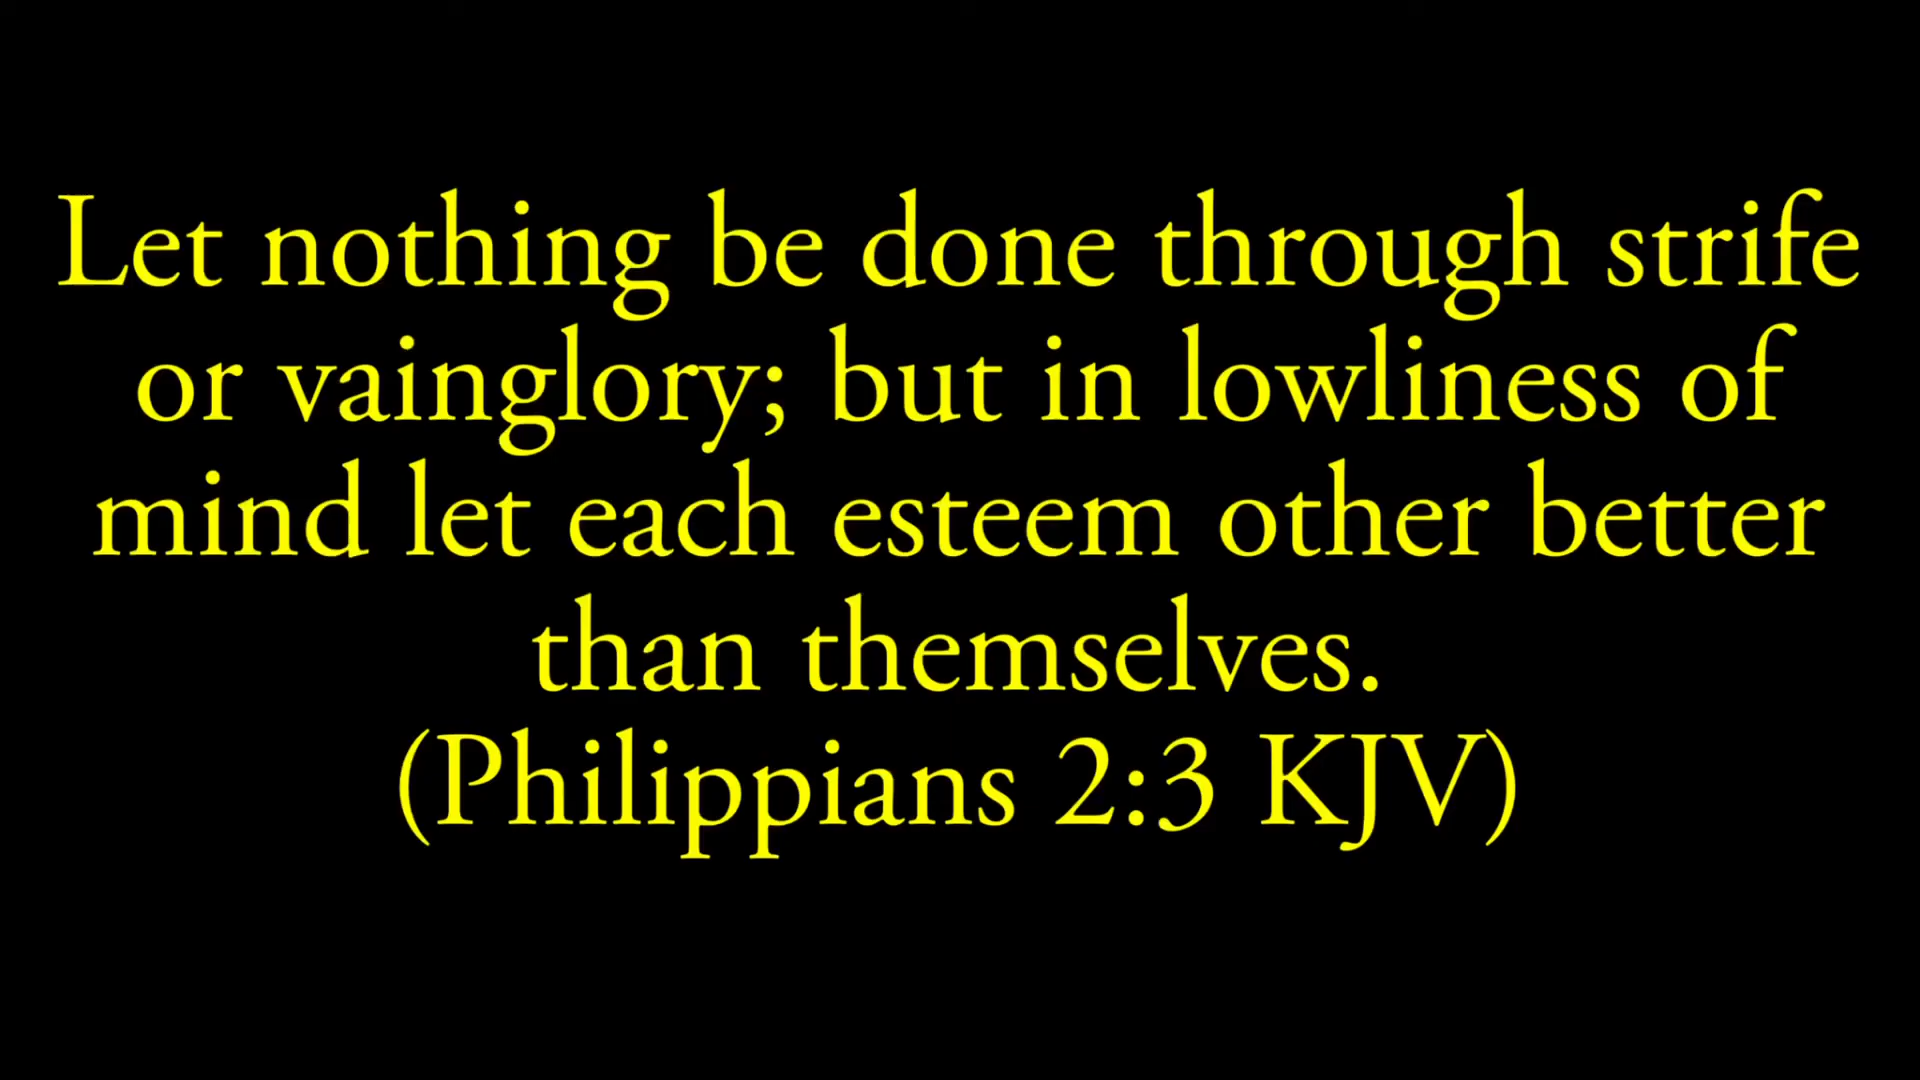 Let nothing be done through strife
or vainglory; but in lowliness of
mind let each esteem other better
than themselves.
(Philippians 2:3 KJV)